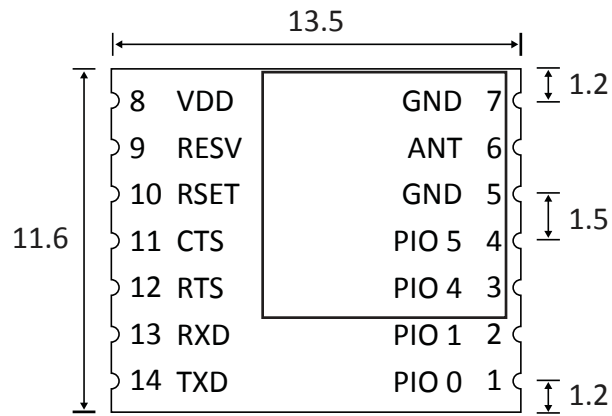 13.5
8 VDD GND 7 1.2
9 RESV ANT 6
10 RSET GND 5
11.6 11 CTS PIO 5 4 1.5
12 RTS PIO 4 3
13 RXD PIO 1 2
14 TXD PIO 0 1 1.2